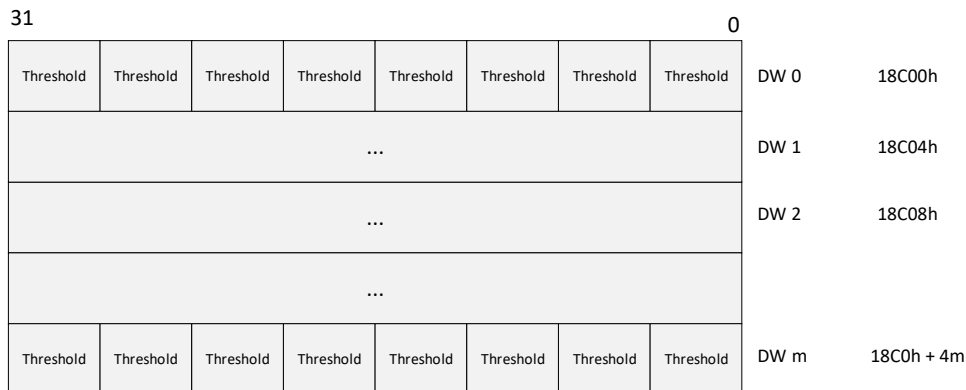 31 0
Threshold Threshold Threshold Threshold Threshold Threshold Threshold Threshold DW 0 18C00h
... DW 1 18C04h
... DW 2 18C08h
...
Threshold Threshold Threshold Threshold Threshold Threshold Threshold Threshold DW m 18C0h + 4m